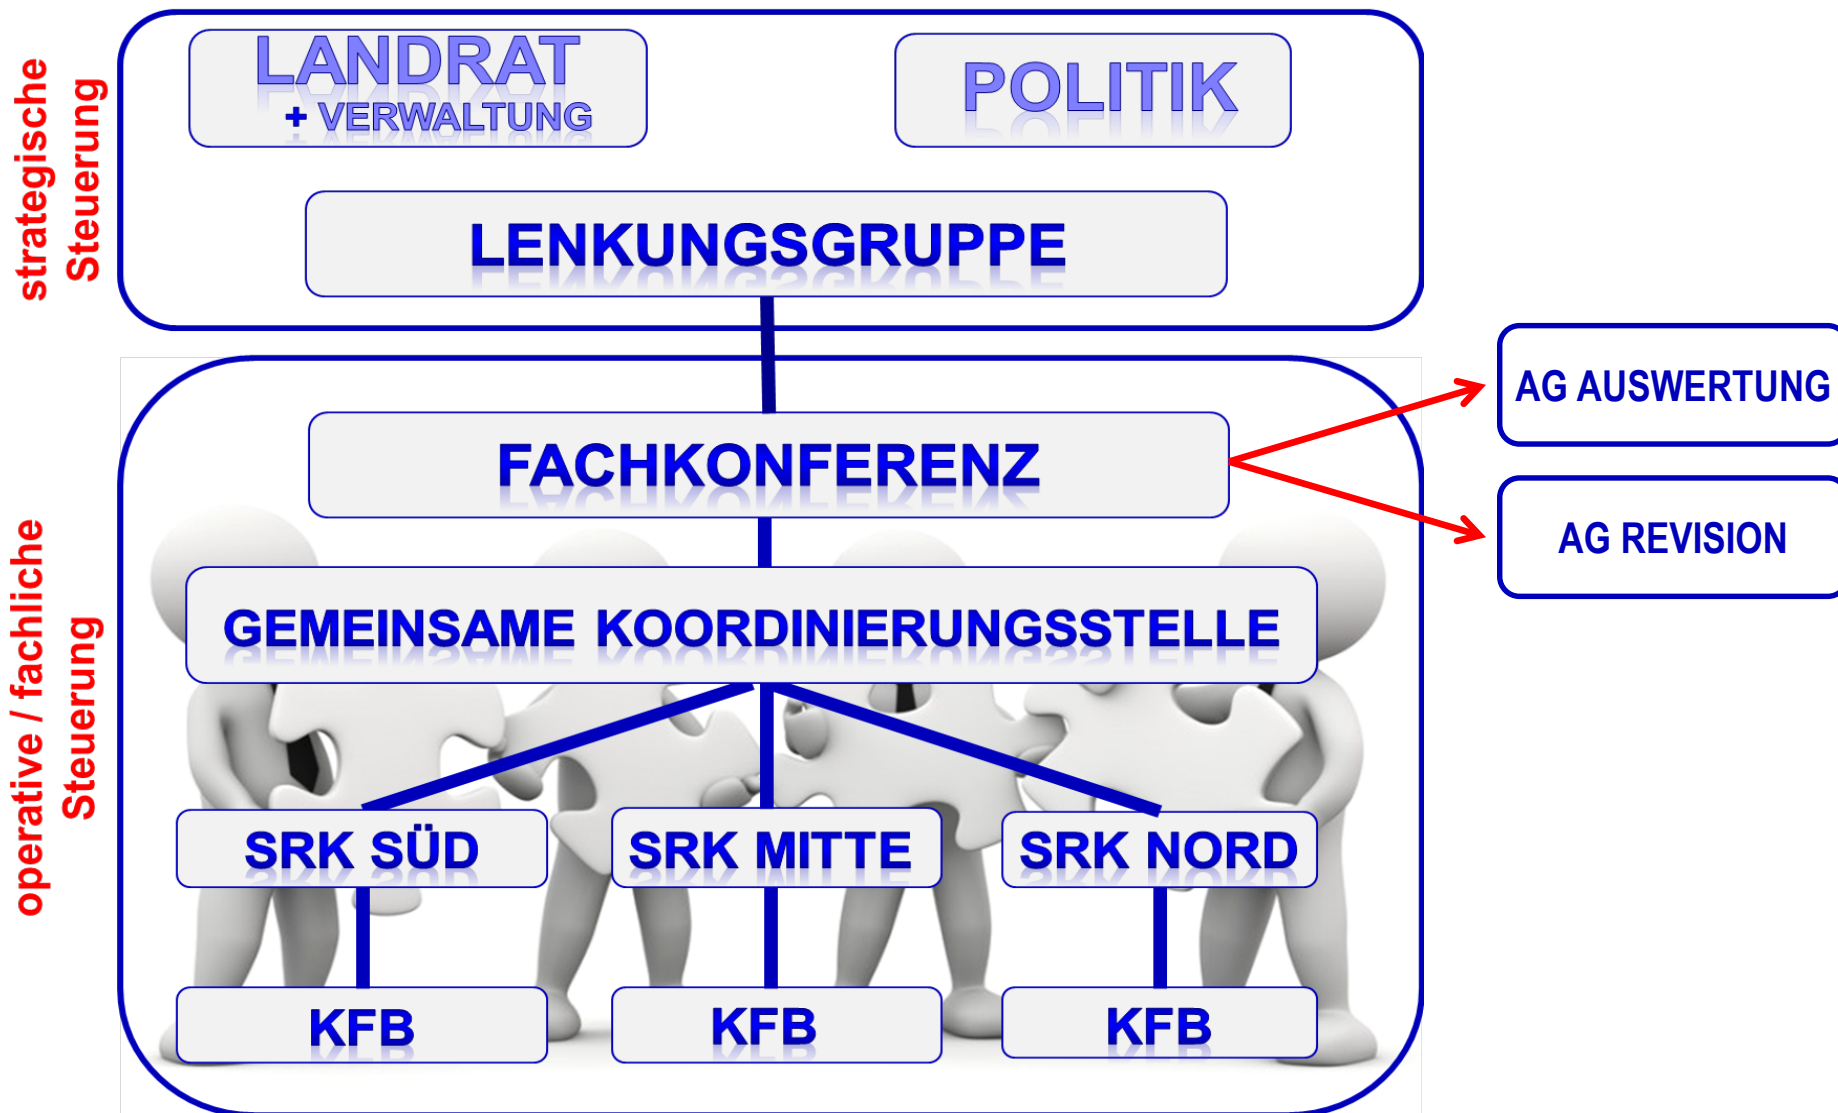 strategische
Steuerung
LANDRAT
+ VERWALTUNG
POLITIK
LENKUNGSGRUPPE
operative / fachliche
Steuerung
FACHKONFERENZ
AG AUSWERTUNG
AG REVISION
GEMEINSAME KOORDINIERUNGSSTELLE
SRK SÜD
SRK MITTE
SRK NORD
KFB
KFB
KFB